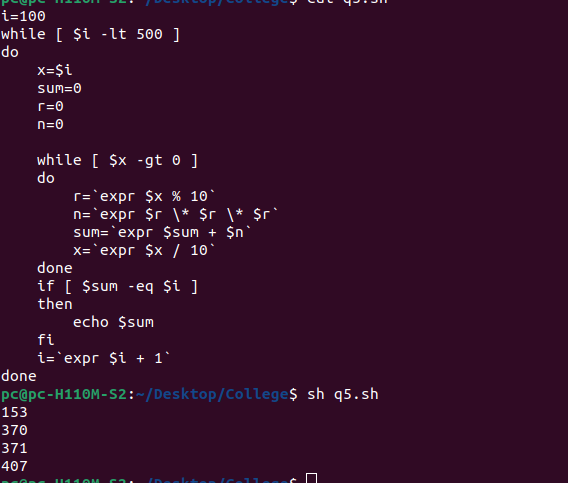 pc@pc-H110M-S2:~/Desktop/College$ cat q5.sh
i=100
while [ $i -lt 500 ]
do
    x=$i
    sum=0
    r=0
    n=0

    while [ $x -gt 0 ]
    do
        r=`expr $x % 10`
        n=`expr $r \* $r \* $r`
        sum=`expr $sum + $n`
        x=`expr $x / 10`
    done
    if [ $sum -eq $i ]
    then
        echo $sum
    fi
    i=`expr $i + 1`
done
pc@pc-H110M-S2:~/Desktop/College$ sh q5.sh
153
370
371
407
pc@pc-H110M-S2:~/Desktop/College$